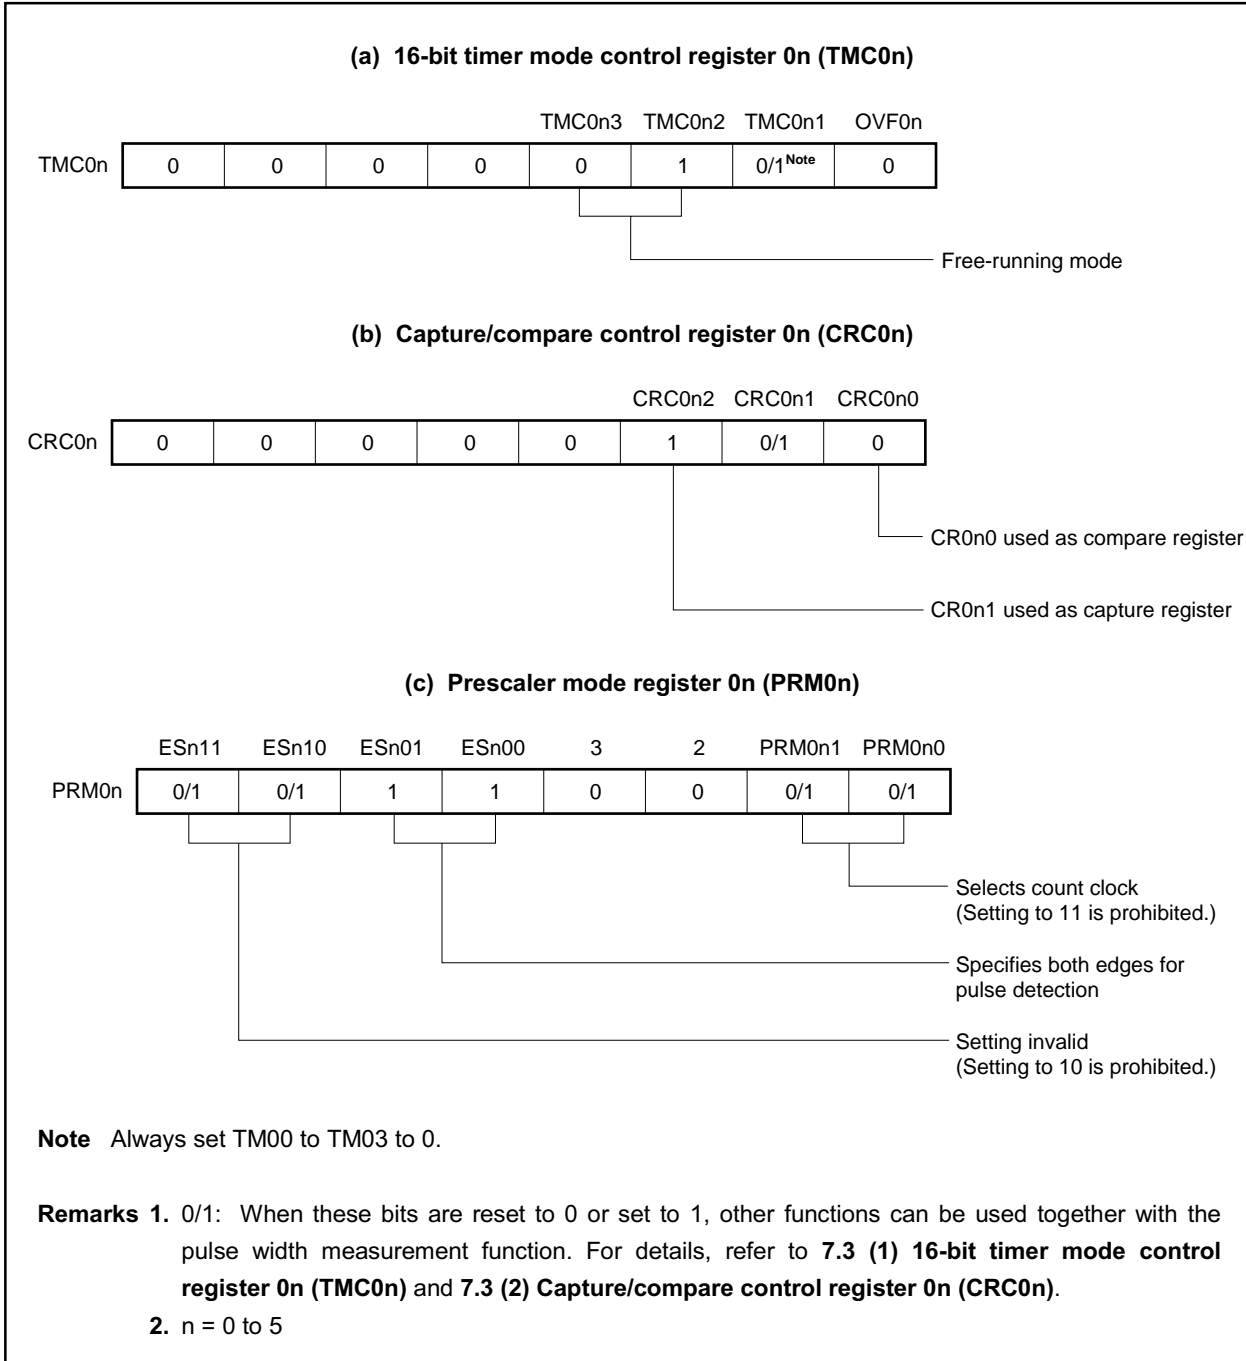 (a) 16-bit timer mode control register 0n (TMC0n)
TMC0n3 TMC0n2 TMC0n1 OVF0n
TMC0n 0 0 0 0 0 1 0/1Note 0
Free-running mode
(b) Capture/compare control register 0n (CRC0n)
CRC0n2 CRC0n1 CRC0n0
CRC0n 0 0 0 0 0 1 0/1 0
CR0n0 used as compare register
CR0n1 used as capture register
(c) Prescaler mode register 0n (PRM0n)
ESn11 ESn10 ESn01 ESn00 3 2 PRM0n1 PRM0n0
PRM0n 0/1 0/1 1 1 0 0 0/1 0/1
Selects count clock
(Setting to 11 is prohibited.)
Specifies both edges for
pulse detection
Setting invalid
(Setting to 10 is prohibited.)
Note Always set TM00 to TM03 to 0.
Remarks 1. 0/1: When these bits are reset to 0 or set to 1, other functions can be used together with the
pulse width measurement function. For details, refer to 7.3 (1) 16-bit timer mode control
register 0n (TMC0n) and 7.3 (2) Capture/compare control register 0n (CRC0n).
2. n = 0 to 5